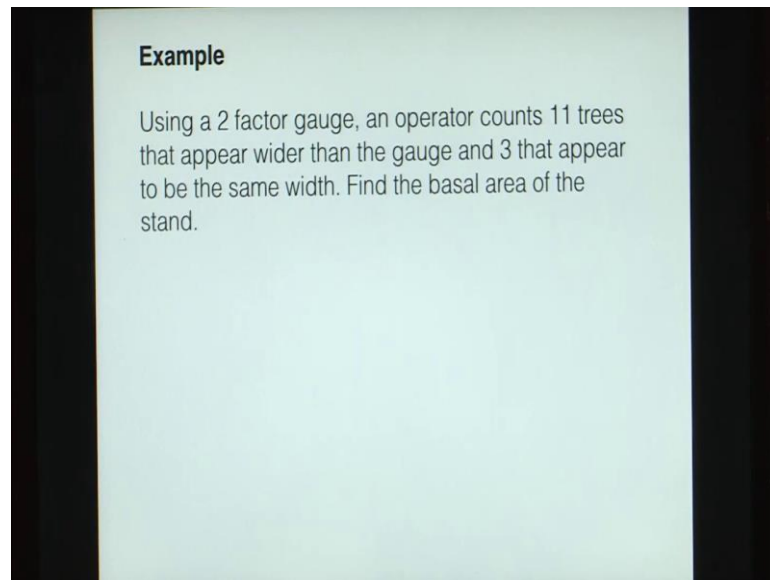 Example
Using a 2 factor gauge, an operator counts 11 trees
that appear wider than the gauge and 3 that appear
to be the same width. Find the basal area of the
stand.